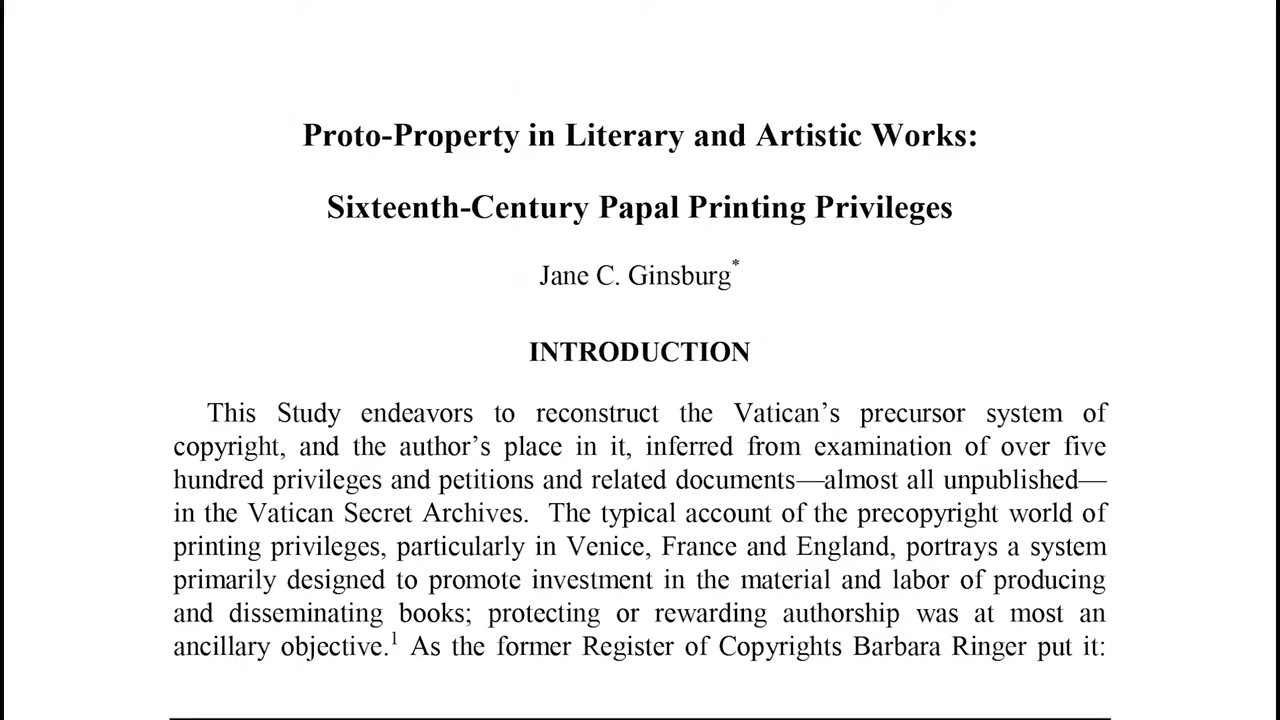 Proto-Property in Literary and Artistic Works:
Sixteenth-Century Papal Printing Privileges
Jane C. Ginsburg*
INTRODUCTION
This Study endeavors to reconstruct the Vatican’s precursor system of
copyright, and the author’s place in it, inferred from examination of over five
hundred privileges and petitions and related documents—almost all unpublished—
in the Vatican Secret Archives. The typical account of the precopyright world of
printing privileges, particularly in Venice, France and England, portrays a system
primarily designed to promote investment in the material and labor of producing
and disseminating books; protecting or rewarding authorship was at most an
ancillary objective.1 As the former Register of Copyrights Barbara Ringer put it: